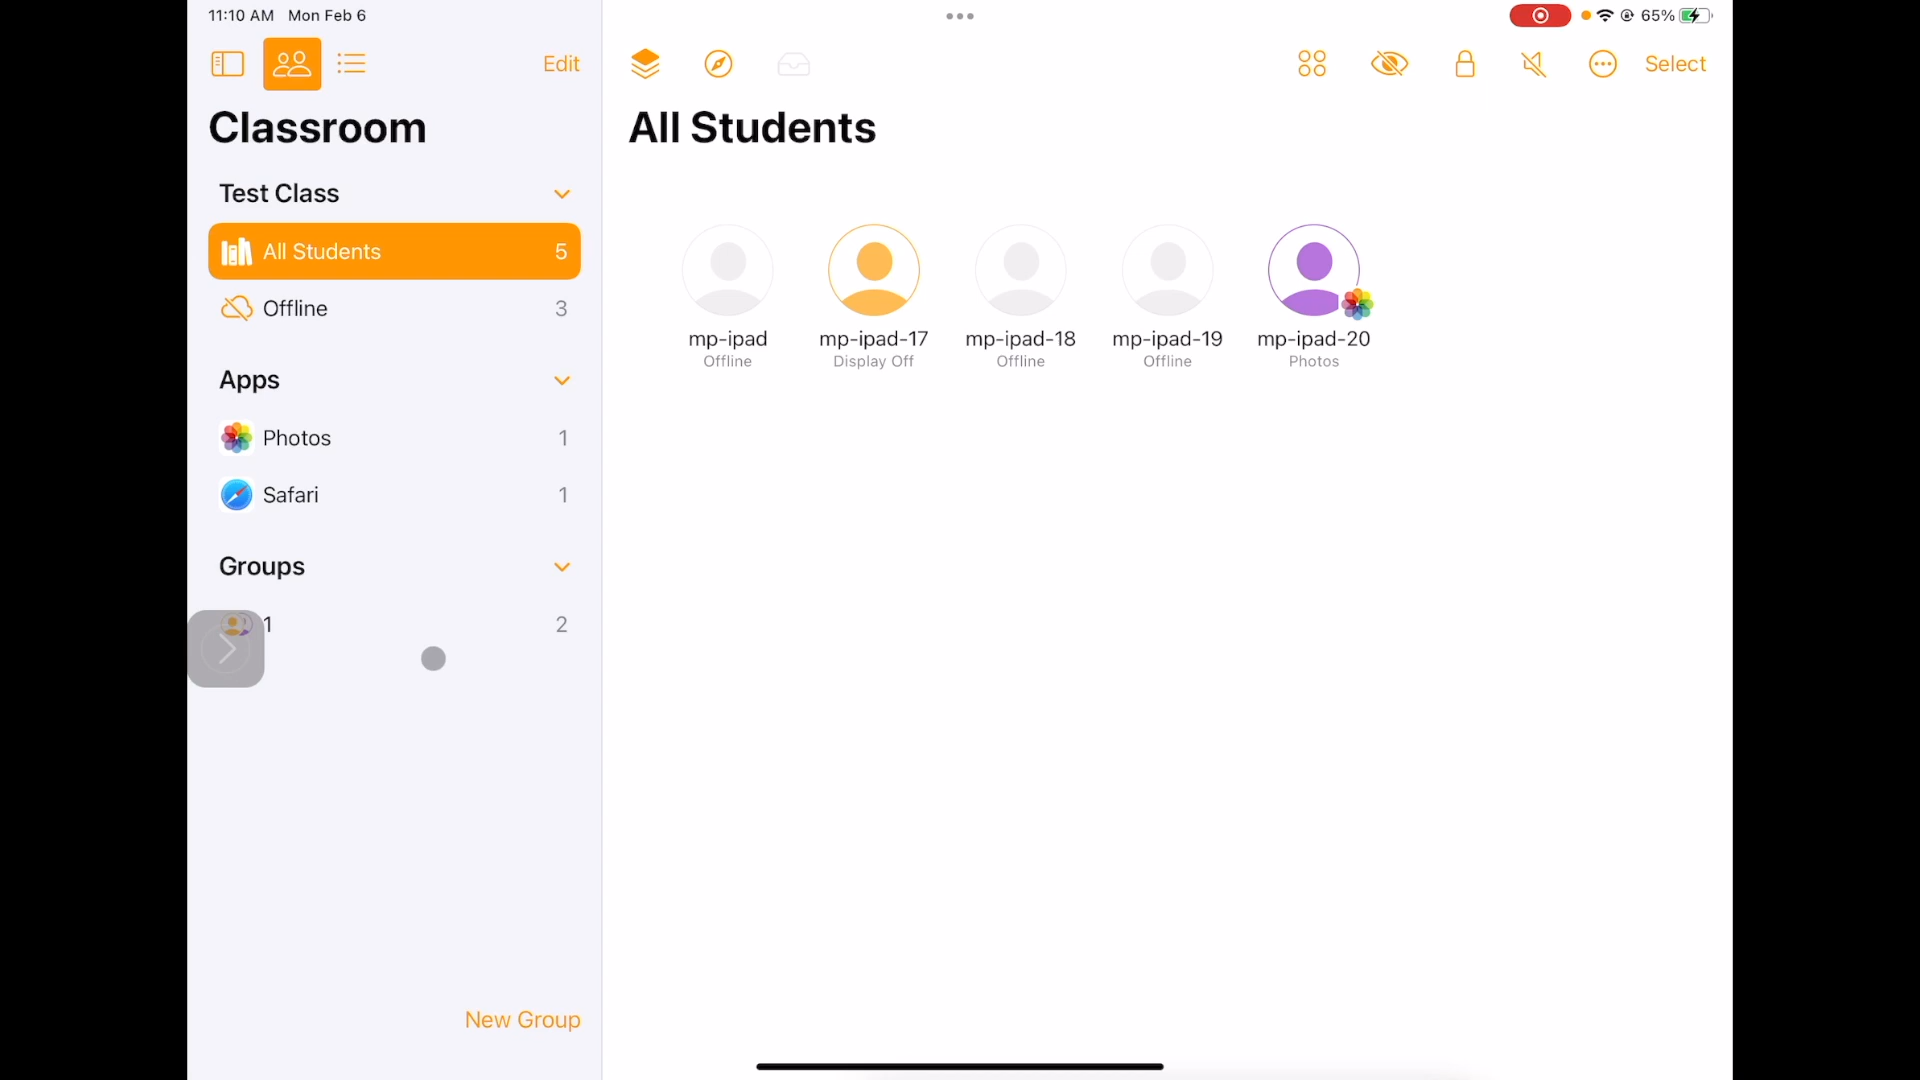 11:10 AM Mon Feb 6
65%
Edit
Select
Classroom
All Students
Test Class
All Students 5
Offline 3
Apps
Photos 1
Safari 1
Groups
1 2
New Group
mp-ipad
Offline
mp-ipad-17
Display Off
mp-ipad-18
Offline
mp-ipad-19
Offline
mp-ipad-20
Photos